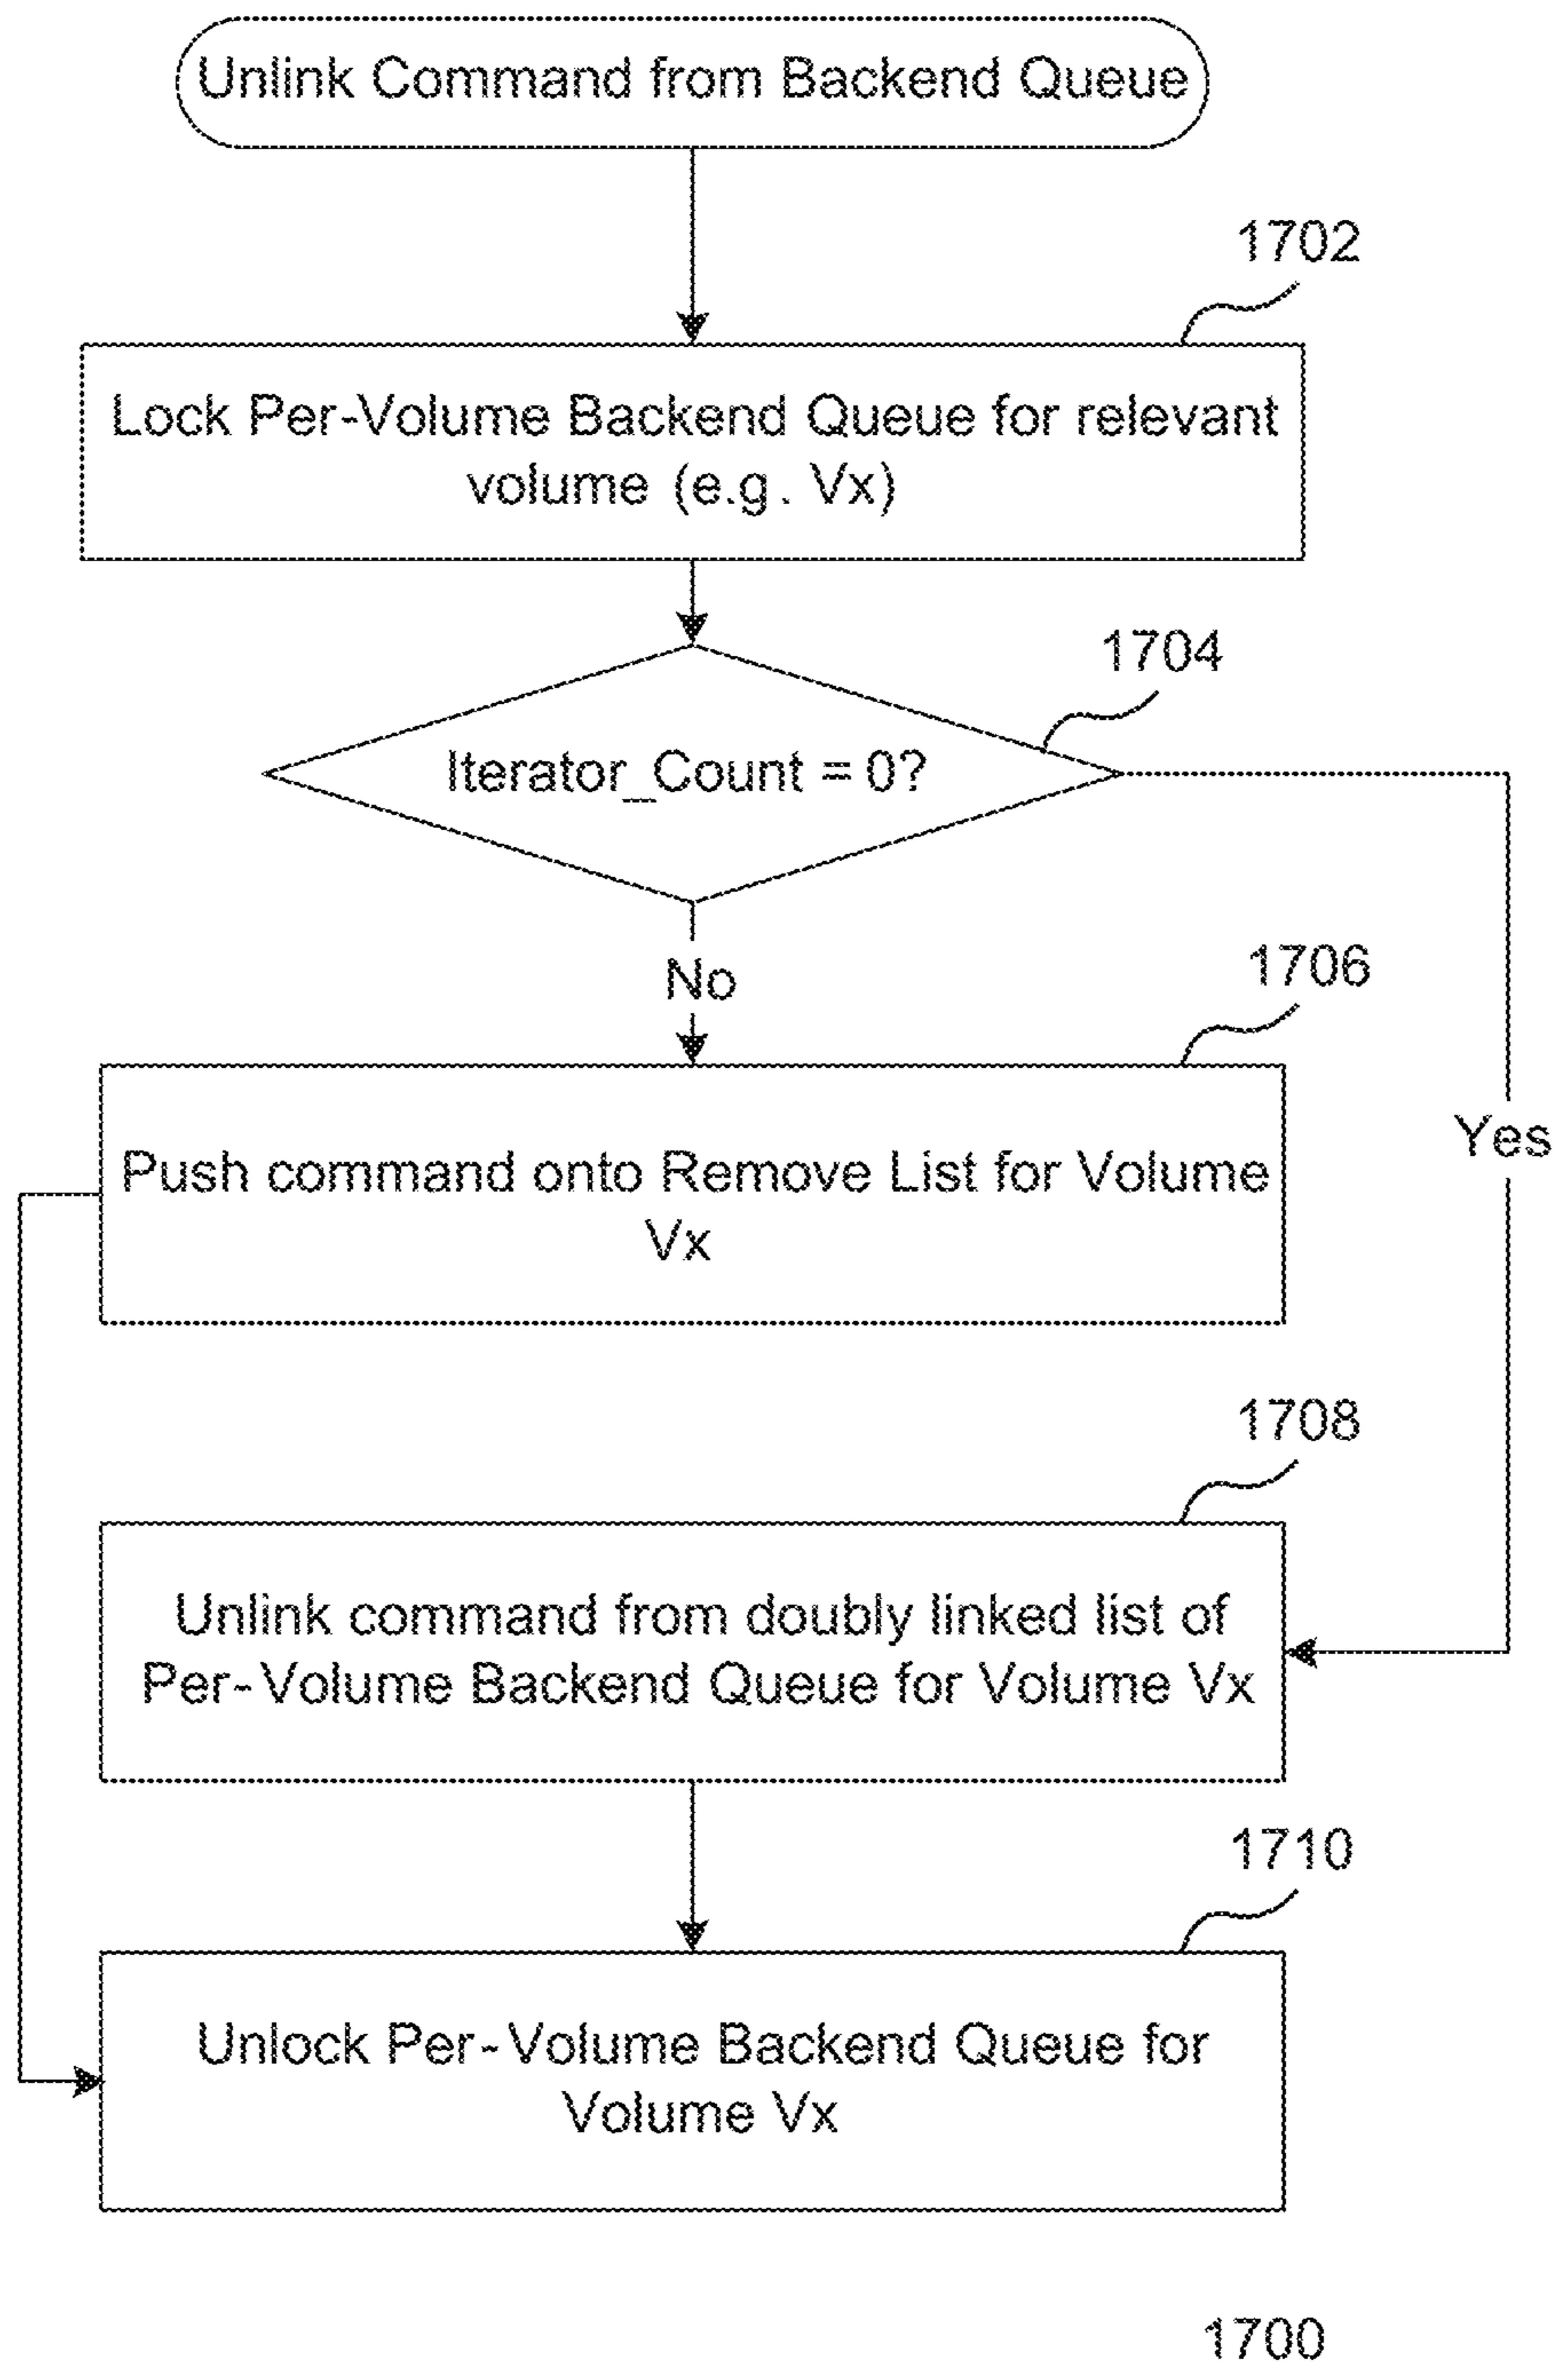 Unlink Command from Backend Queue
1702
Lock Per-Volume Backend Queue for relevant
volume (e.g. Vx)
1704
Iterator_Count = 0?
No
1706
Yes
Push command onto Remove List for Volume
Vx
1708
Unlink command from doubly linked list of
Per-Volume Backend Queue for Volume Vx
1710
Unlock Per-Volume Backend Queue for
Volume Vx
1700